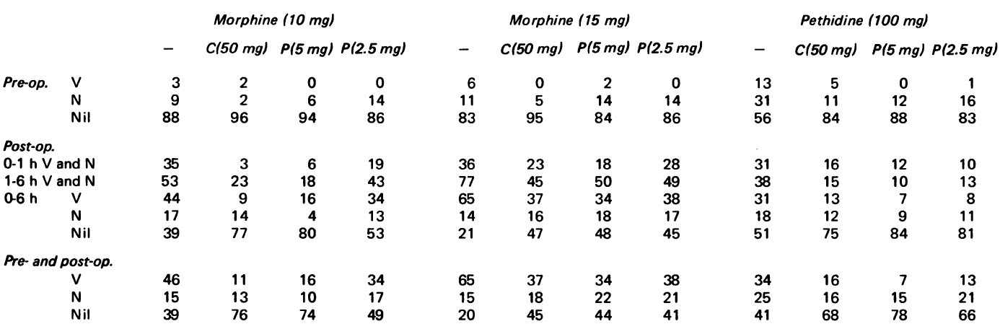 Morphine (10 mg) Morphine (15 mg) Pethidine (100 mg)
– C(50 mg) P(5 mg) P(2.5 mg) – C(50 mg) P(5 mg) P(2.5 mg) – C(50 mg) P(5 mg) P(2.5 mg)
Pre-op. V 3 2 0 0 6 0 2 0 13 5 0 1
N 9 2 6 14 11 5 14 14 31 11 12 16
Nil 88 96 94 86 83 95 84 86 56 84 88 83
Post-op.
0-1 h V and N 35 3 6 19 36 23 18 28 31 16 12 10
1-6 h V and N 53 23 18 43 77 45 50 49 38 15 10 13
0-6 h V 44 9 16 34 65 37 34 38 31 13 7 8
N 17 14 4 13 14 16 18 17 18 12 9 11
Nil 39 77 80 53 21 47 48 45 51 75 84 81
Pre- and post-op.
V 46 11 16 34 65 37 34 38 34 16 7 13
N 15 13 10 17 15 18 22 21 25 16 15 21
Nil 39 76 74 49 20 45 44 41 41 68 78 66